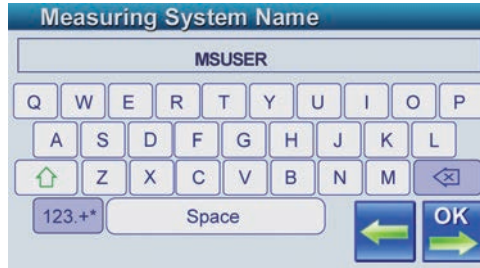 Measuring System Name
MSUSER
Q W E R T Y U I O P
A S D F G H J K L
Z X C V B N M
123.+* Space OK